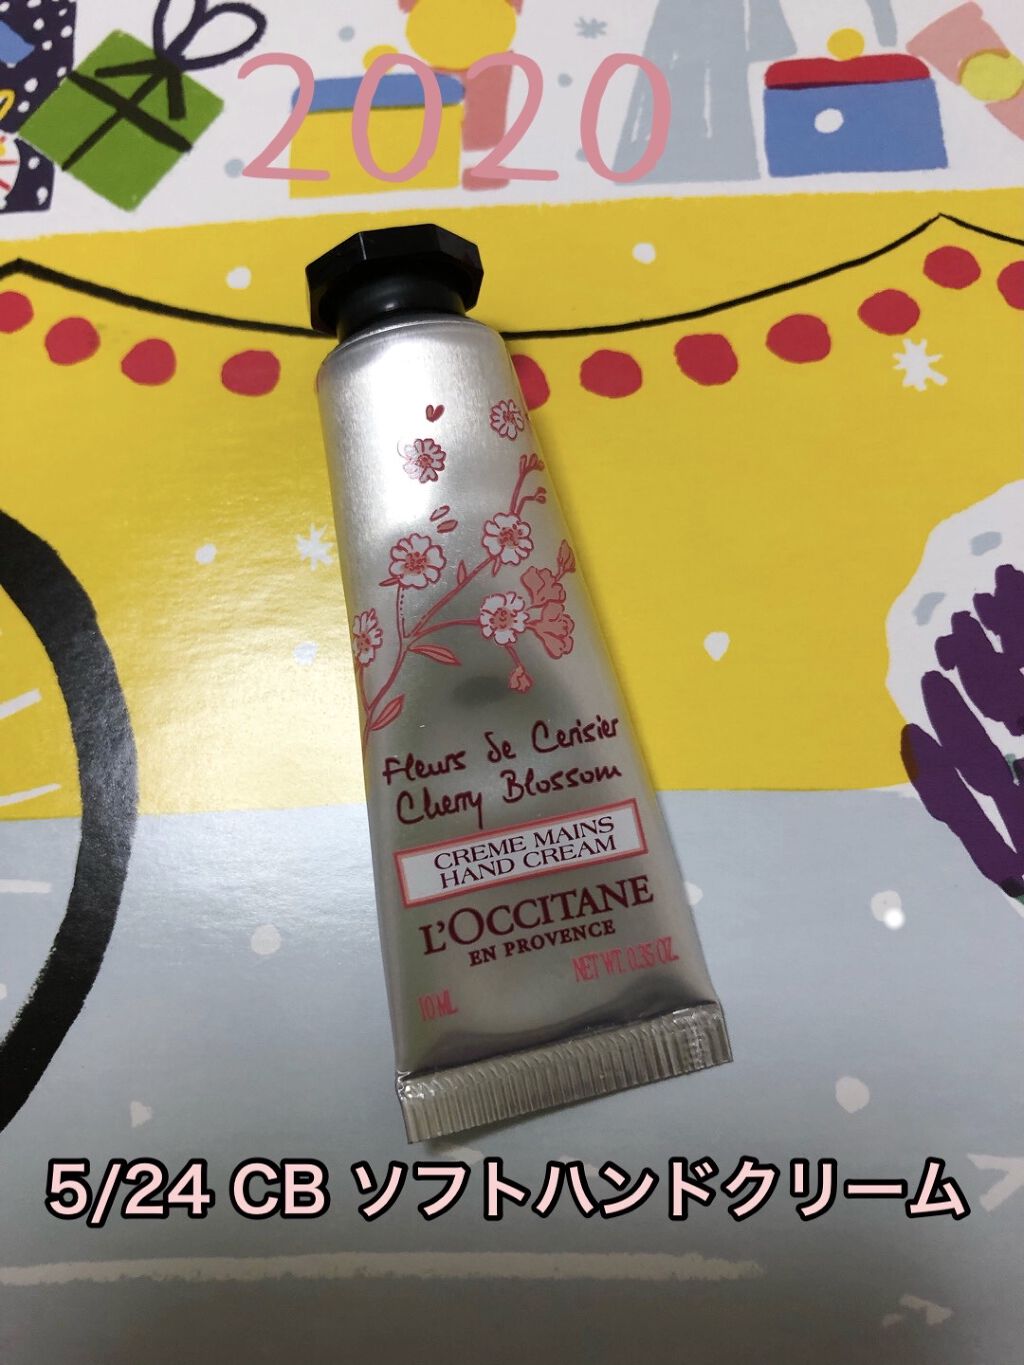 2020
Fleurs de Cerisier
Cherry Blossom
CREME MAINS
HAND CREAM
L'OCCITANE
EN PROVENCE
10 ML
NET WT. 0.35 OZ.
5/24 CB ソフトハンドクリーム